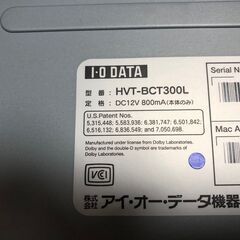 I-O DATA
型 番: HVT-BCT300L
定 格: DC12V 800mA(本体のみ)
U.S.Patent Nos.
5,315,448; 5,583,936; 6,381,747; 6,501,842;
6,516,132; 6,836,549; and 7,050,698.
Manufactured under license from Dolby Laboratories.
Dolby and the double-D symbol are trademarks
of Dolby Laboratories.
VCCI
株式会社 アイ・オー・データ機器
Serial N
Mac A